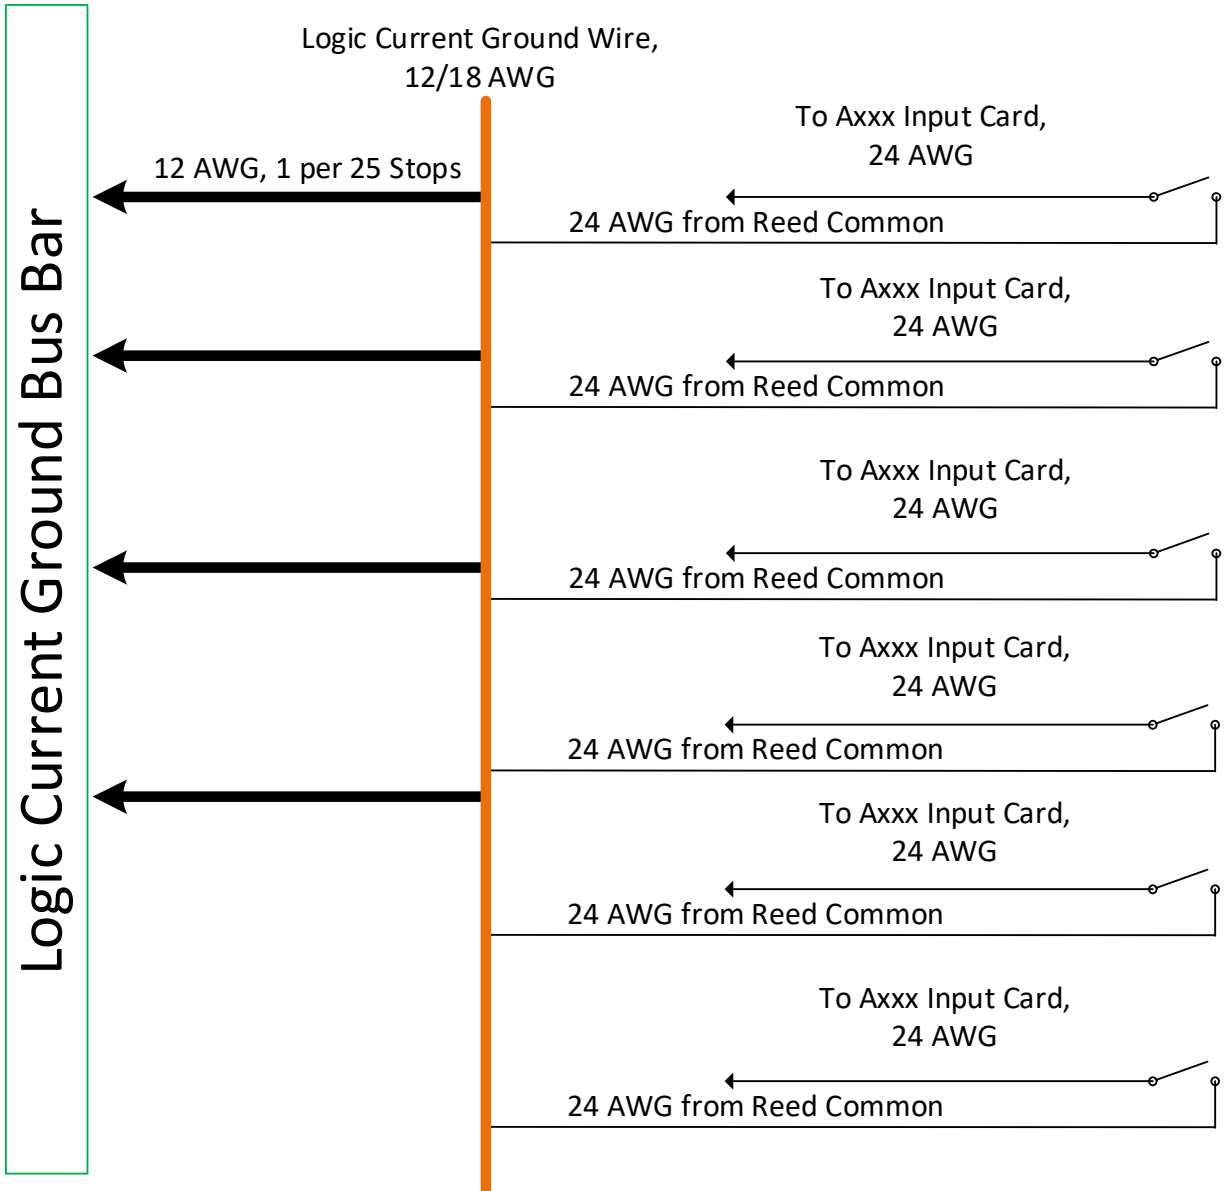 Logic Current Ground Bus Bar
Logic Current Ground Wire,
12/18 AWG
12 AWG, 1 per 25 Stops
To Axxx Input Card,
24 AWG
24 AWG from Reed Common
To Axxx Input Card,
24 AWG
24 AWG from Reed Common
To Axxx Input Card,
24 AWG
24 AWG from Reed Common
To Axxx Input Card,
24 AWG
24 AWG from Reed Common
To Axxx Input Card,
24 AWG
24 AWG from Reed Common
To Axxx Input Card,
24 AWG
24 AWG from Reed Common